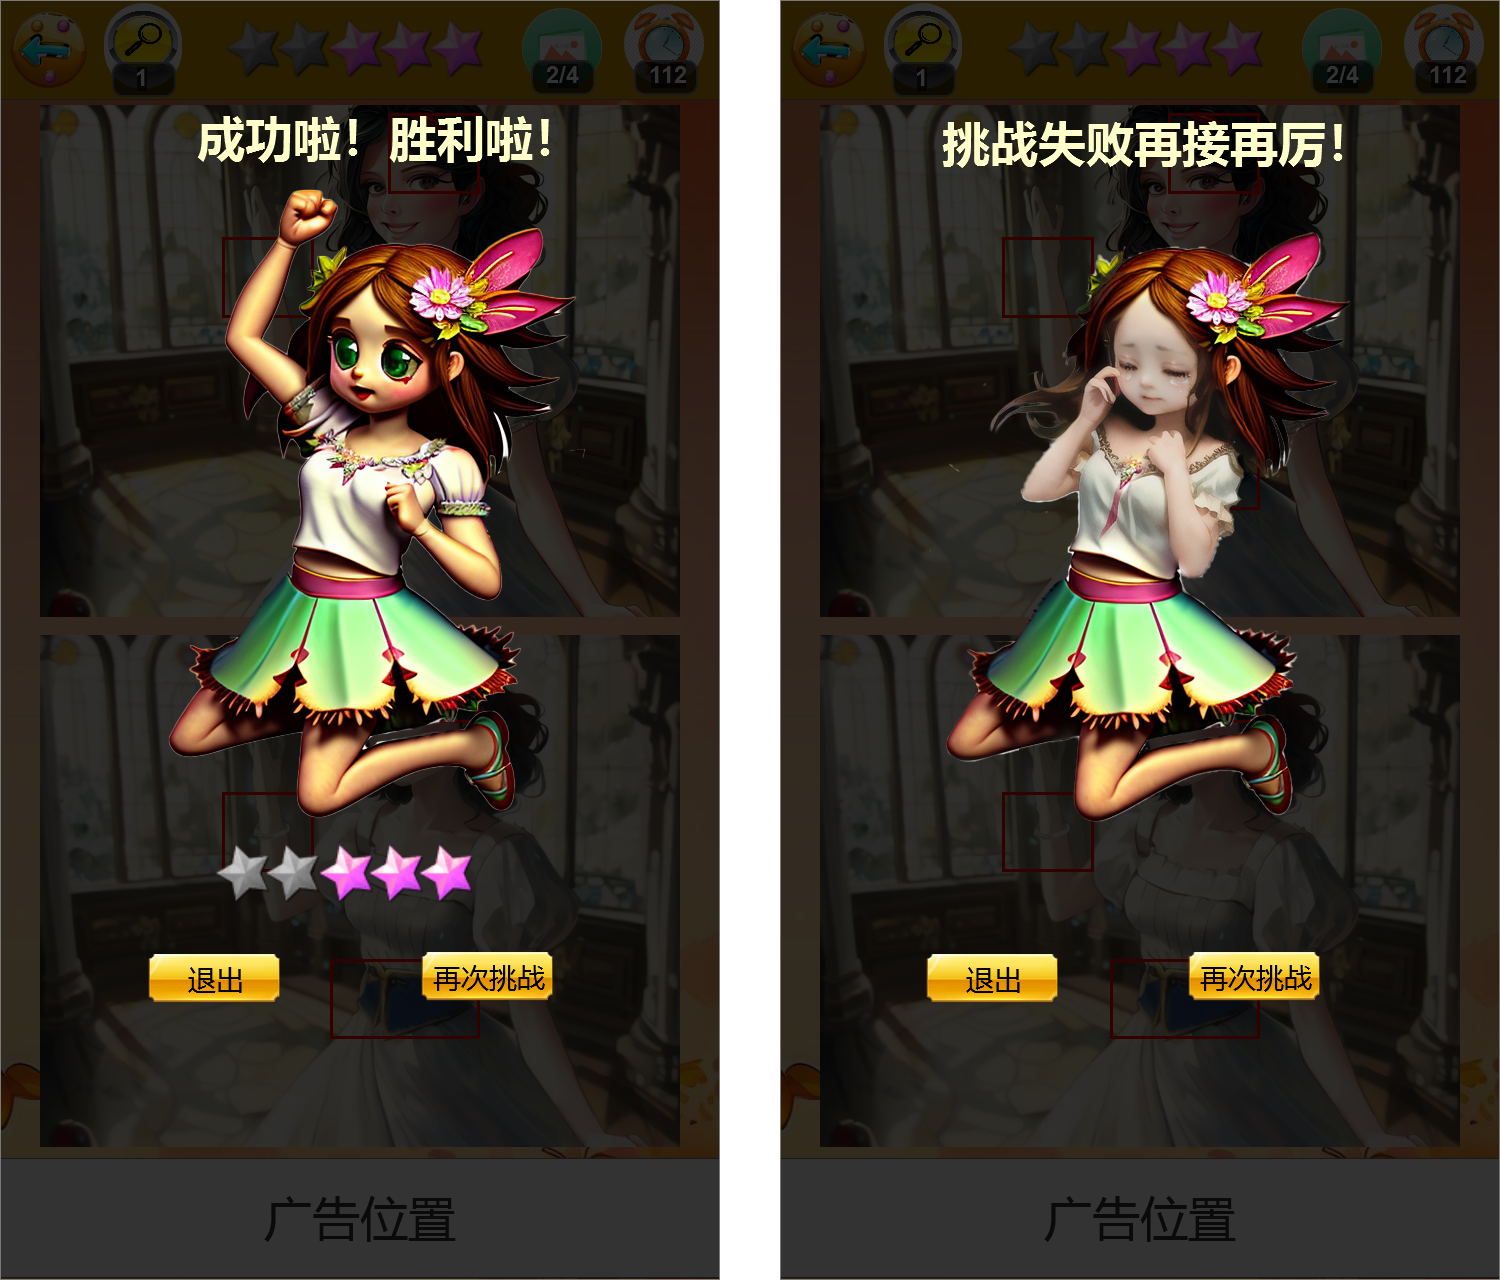 1
2/4
112
成功啦！胜利啦！
退出
再次挑战
广告位置
1
2/4
112
挑战失败再接再厉！
退出
再次挑战
广告位置